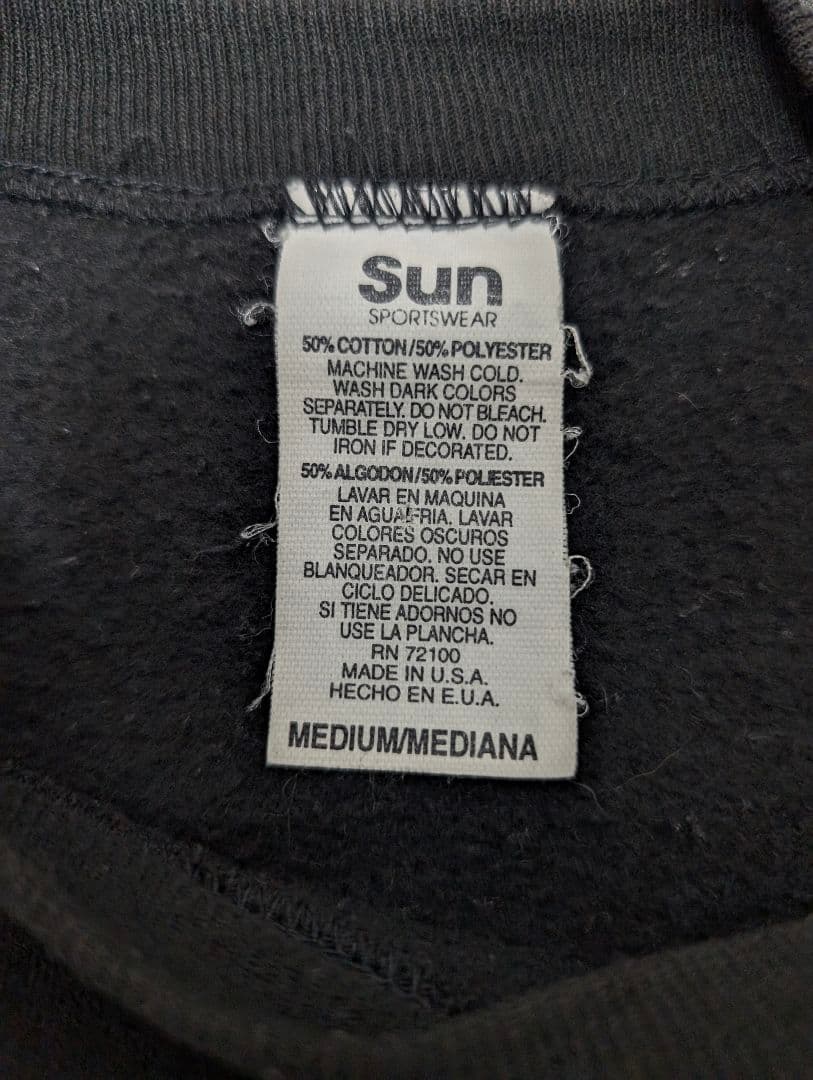 Sun
SPORTSWEAR
50% COTTON/50% POLYESTER
MACHINE WASH COLD.
WASH DARK COLORS
SEPARATELY. DO NOT BLEACH.
TUMBLE DRY LOW. DO NOT
IRON IF DECORATED.
50% ALGODON/50% POLIESTER
LAVAR EN MAQUINA
EN AGUA FRIA. LAVAR
COLORES OSCUROS
SEPARADO. NO USE
BLANQUEADOR. SECAR EN
CICLO DELICADO.
SI TIENE ADORNOS NO
USE LA PLANCHA.
RN 72100
MADE IN U.S.A.
HECHO EN E.U.A.
MEDIUM/MEDIANA